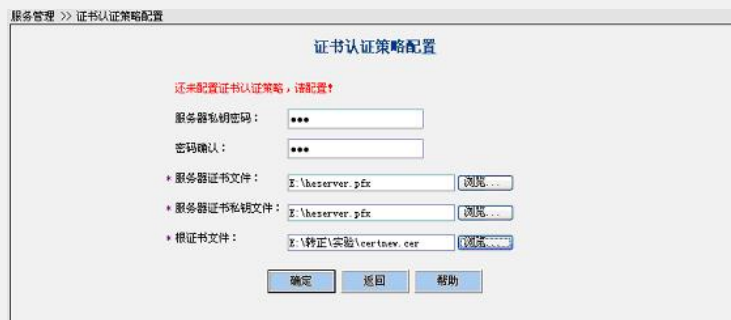 服务管理 >> 证书认证策略配置
证书认证策略配置
还未配置证书认证策略，请配置！
服务器私钥密码： ●●●
密码确认： ●●●
* 服务器证书文件： E:\heserver.pfx 浏览...
* 服务器证书私钥文件： E:\heserver.pfx 浏览...
* 根证书文件： E:\转正\实验\certnew.cer 浏览...
确定 返回 帮助